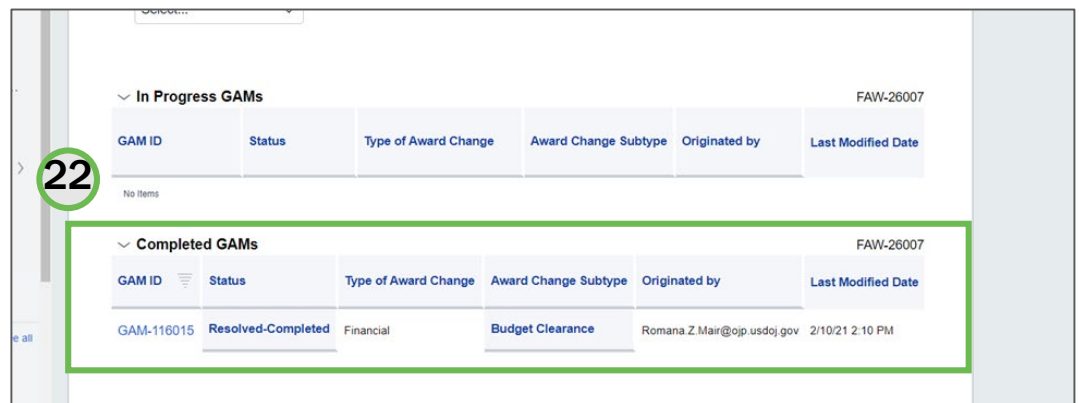 Select...
In Progress GAMs FAW-26007
GAM ID Status Type of Award Change Award Change Subtype Originated by Last Modified Date
22
No Items
Completed GAMs FAW-26007
GAM ID Status Type of Award Change Award Change Subtype Originated by Last Modified Date
GAM-116015 Resolved-Completed Financial Budget Clearance Romana.Z.Mair@ojp.usdoj.gov 2/10/21 2:10 PM
e all